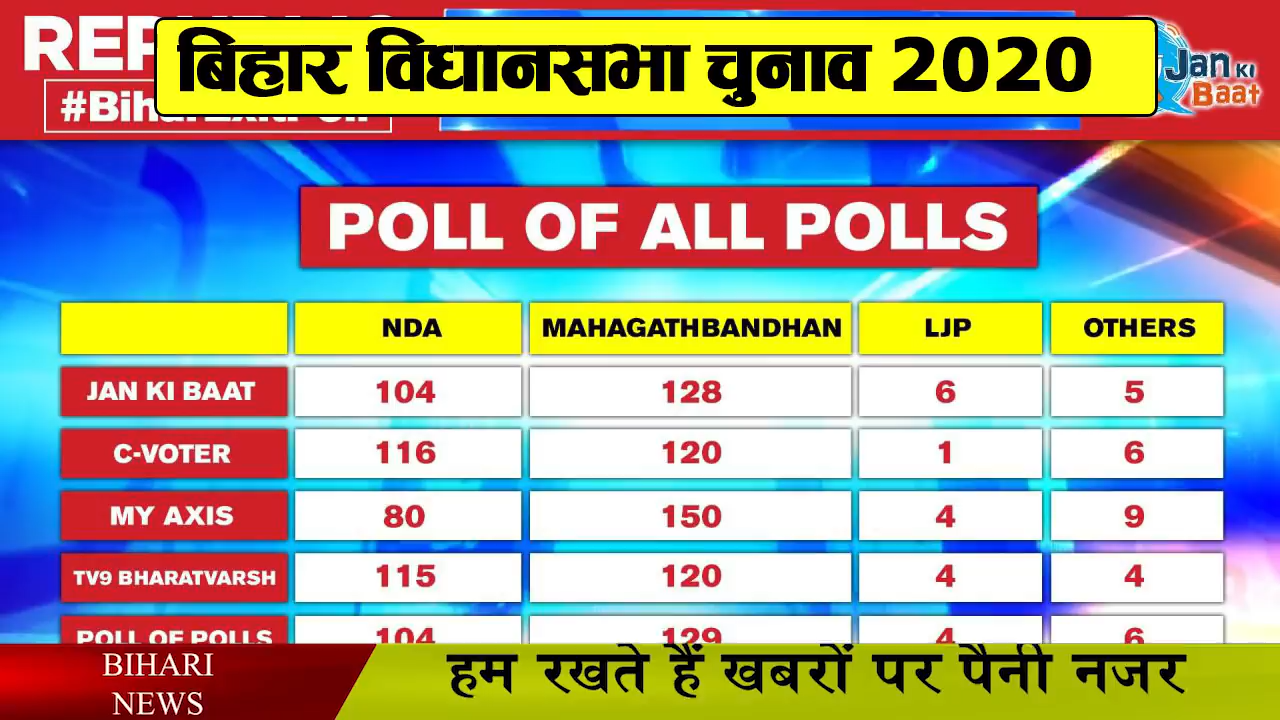 बिहार विधानसभा चुनाव 2020
Jan KI
Baat
POLL OF ALL POLLS
NDA MAHAGATHBANDHAN LJP OTHERS
JAN KI BAAT 104 128 6 5
C-VOTER 116 120 1 6
MY AXIS 80 150 4 9
TV9 BHARATVARSH 115 120 4 4
POLL OF POLLS 104 129 4 6
BIHARI
NEWS
हम रखते हैं खबरों पर पैनी नजर